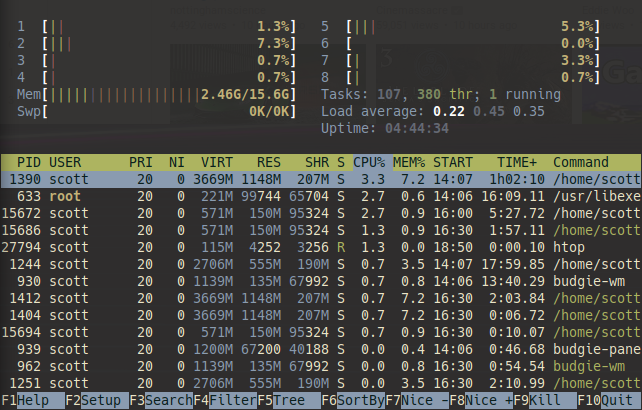 1 [|| 1.3%] 5 [||| 5.3%]
2 [||| 7.3%] 6 [ 0.0%]
3 [| 0.7%] 7 [| 3.3%]
4 [| 0.7%] 8 [| 0.7%]
Mem[|||||||||||||||||||2.46G/15.6G] Tasks: 107, 380 thr; 1 running
Swp[ 0K/0K] Load average: 0.22 0.45 0.35
Uptime: 04:44:34
PID USER PRI NI VIRT RES SHR S CPU% MEM% START TIME+ Command
1390 scott 20 0 3669M 1148M 207M S 3.3 7.2 14:07 1h02:10 /home/scott
633 root 20 0 221M 99744 65704 S 2.7 0.6 14:06 16:09.11 /usr/libexe
15672 scott 20 0 571M 150M 95324 S 2.7 0.9 16:00 5:27.72 /home/scott
15686 scott 20 0 571M 150M 95324 S 1.3 0.9 16:30 1:57.11 /home/scott
27794 scott 20 0 115M 4252 3256 R 1.3 0.0 18:50 0:00.10 htop
1244 scott 20 0 2706M 555M 190M S 0.7 3.5 14:07 17:59.85 /home/scott
930 scott 20 0 1139M 135M 67992 S 0.7 0.8 14:06 13:40.29 budgie-wm
1412 scott 20 0 3669M 1148M 207M S 0.7 7.2 16:30 2:03.84 /home/scott
1404 scott 20 0 3669M 1148M 207M S 0.7 7.2 16:30 0:06.72 /home/scott
15694 scott 20 0 571M 150M 95324 S 0.7 0.9 16:30 0:10.07 /home/scott
939 scott 20 0 1200M 67200 40188 S 0.0 0.4 14:06 0:46.68 budgie-pane
962 scott 20 0 1139M 135M 67992 S 0.0 0.8 16:30 0:54.54 budgie-wm
1251 scott 20 0 2706M 555M 190M S 0.0 3.5 16:30 2:10.99 /home/scott
F1Help F2Setup F3SearchF4FilterF5Tree F6SortByF7Nice -F8Nice +F9Kill F10Quit